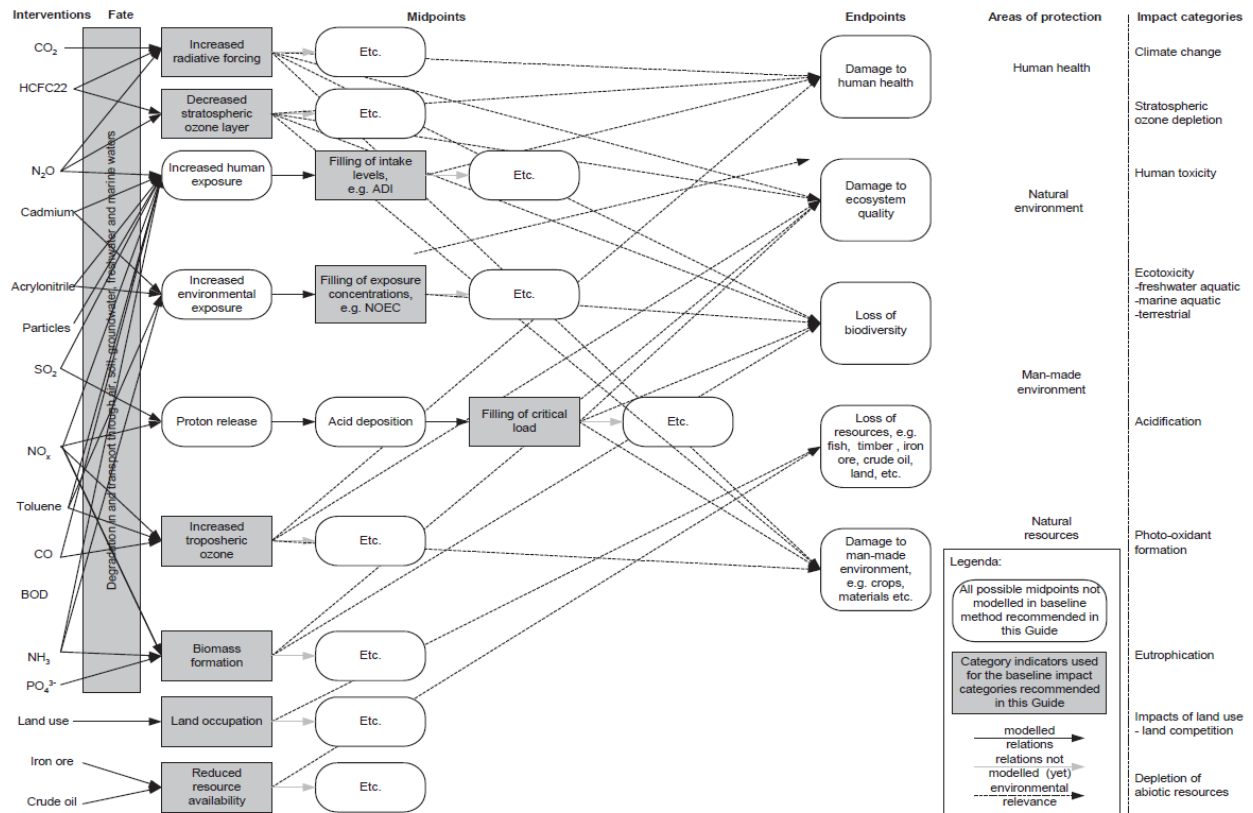 Interventions
Fate
Midpoints
Endpoints
Areas of protection
Impact categories
CO₂
HCFC22
N₂O
Cadmium
Acrylonitrile
Particles
SO₂
NOₓ
Toluene
CO
BOD
NH₃
PO₄³⁻
Land use
Iron ore
Crude oil
Degradation in and transport through air, soil, groundwater, freshwater and marine waters
Increased
radiative forcing
Etc.
Decreased
stratospheric
ozone layer
Etc.
Increased human
exposure
Filling of intake
levels,
e.g. ADI
Etc.
Increased
environmental
exposure
Filling of exposure
concentrations,
e.g. NOEC
Etc.
Proton release
Acid deposition
Filling of critical
load
Etc.
Increased
troposheric
ozone
Etc.
Biomass
formation
Etc.
Land occupation
Etc.
Reduced
resource
availability
Etc.
Damage to
human health
Damage to
ecosystem
quality
Loss of
biodiversity
Loss of
resources, e.g.
fish, timber , iron
ore, crude oil,
land, etc.
Damage to
man-made
environment,
e.g. crops,
materials etc.
Human health
Natural
environment
Man-made
environment
Natural
resources
Legenda:
All possible midpoints not
modelled in baseline
method recommended in
this Guide
Category indicators used
for the baseline impact
categories recommended
in this Guide
modelled
relations
relations not
modelled (yet)
environmental
relevance
Climate change
Stratospheric
ozone depletion
Human toxicity
Ecotoxicity
-freshwater aquatic
-marine aquatic
-terrestrial
Acidification
Photo-oxidant
formation
Eutrophication
Impacts of land use
- land competition
Depletion of
abiotic resources